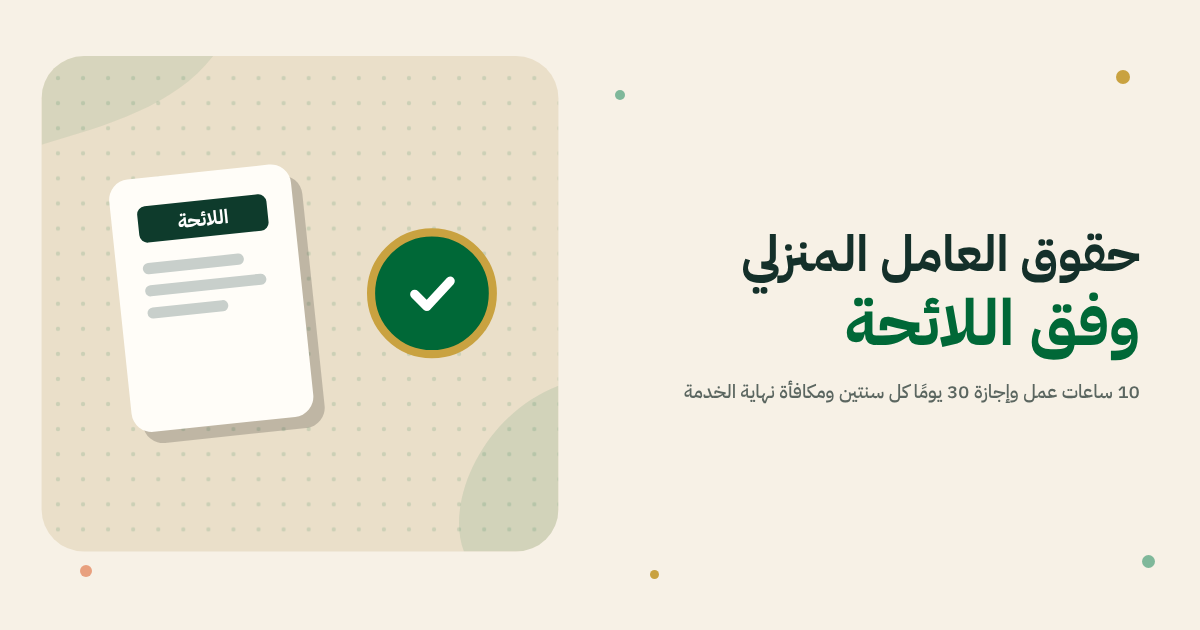 حقوق العامل المنزلي
وفق اللائحة
10 ساعات عمل وإجازة 30 يومًا كل سنتين ومكافأة نهاية الخدمة
اللائحة